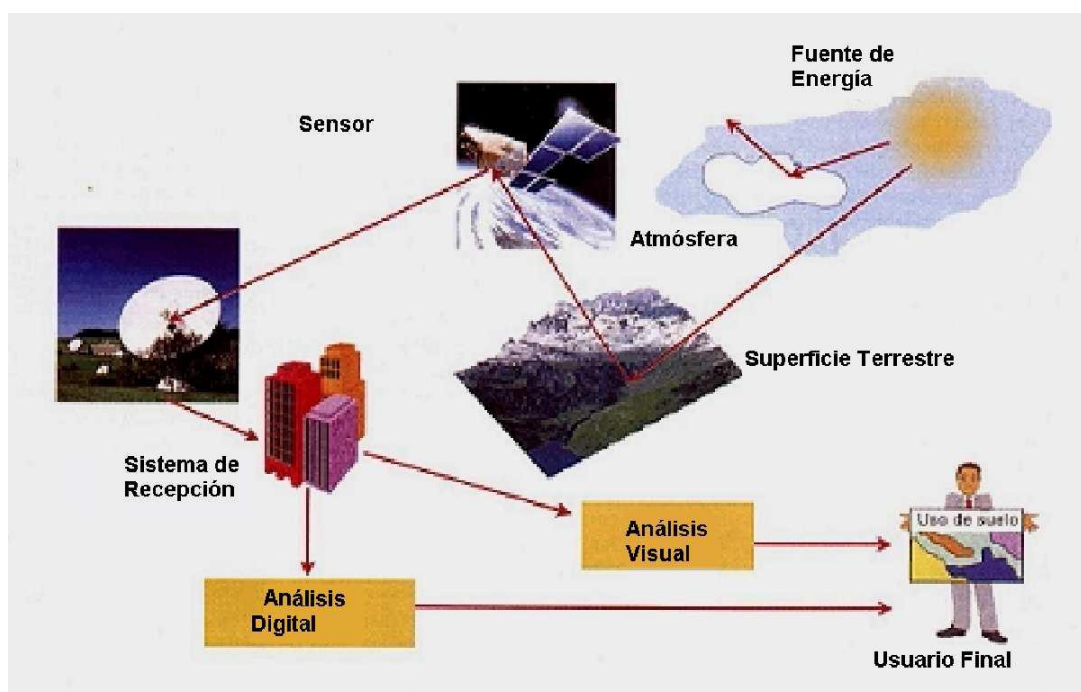 Fuente de
Energía
Sensor
Atmósfera
Superficie Terrestre
Sistema de
Recepción
Análisis
Visual
Uso de suelo
Análisis
Digital
Usuario Final